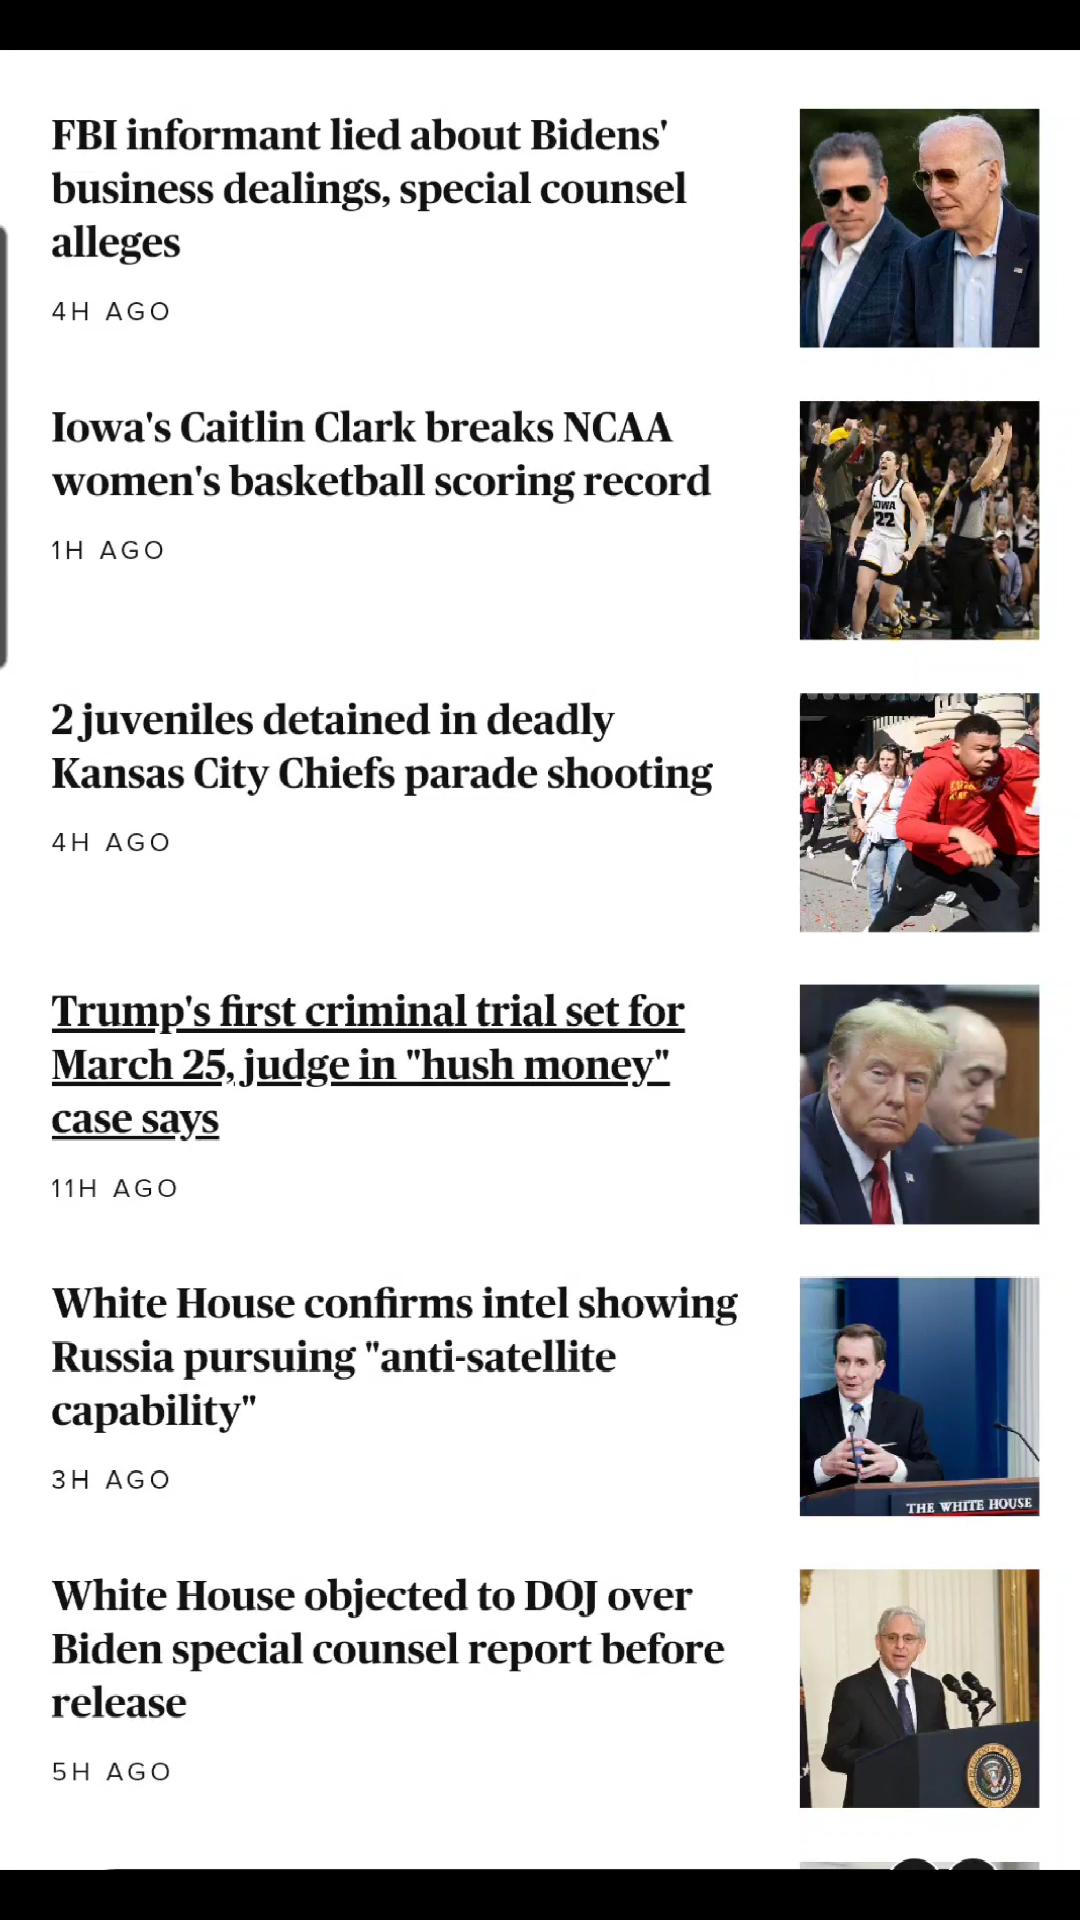 FBI informant lied about Bidens'
business dealings, special counsel
alleges
4H AGO
Iowa's Caitlin Clark breaks NCAA
women's basketball scoring record
1H AGO
IOWA
22
2 juveniles detained in deadly
Kansas City Chiefs parade shooting
4H AGO
Trump's first criminal trial set for
March 25, judge in "hush money"
case says
11H AGO
White House confirms intel showing
Russia pursuing "anti-satellite
capability"
3H AGO
THE WHITE HOUSE
White House objected to DOJ over
Biden special counsel report before
release
5H AGO